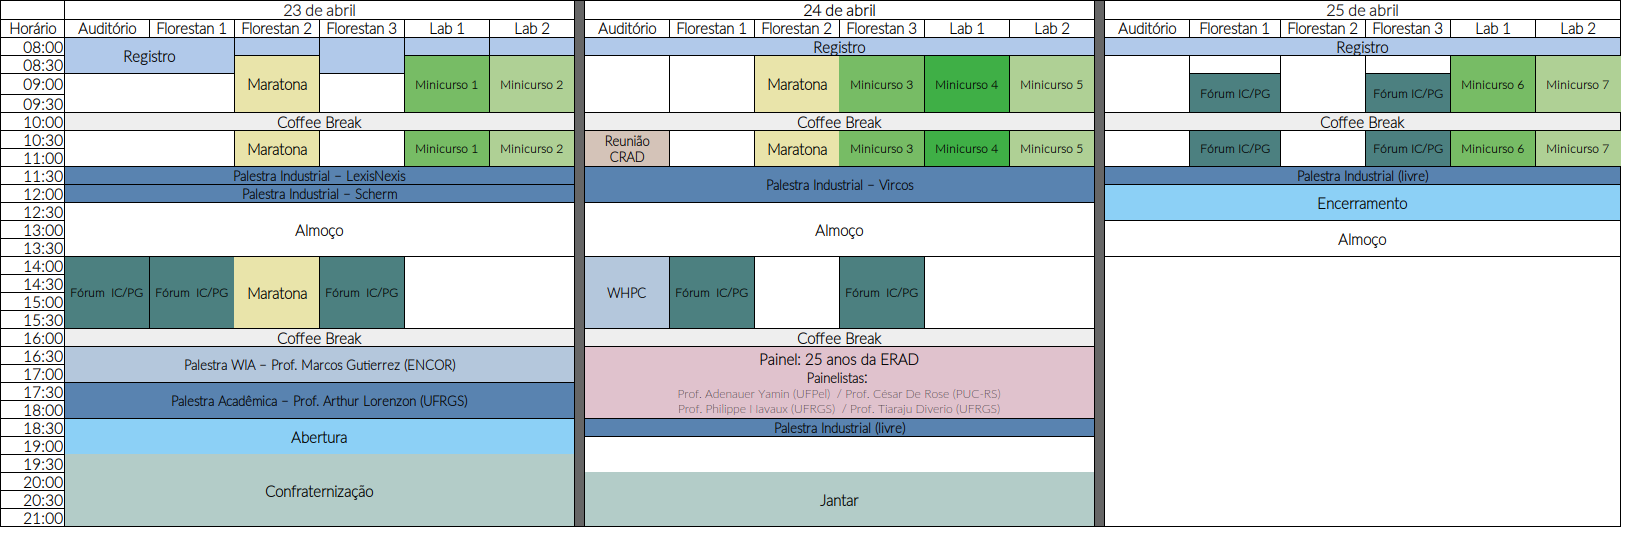 23 de abril 24 de abril 25 de abril
Horário Auditório Florestan 1 Florestan 2 Florestan 3 Lab 1 Lab 2 Auditório Florestan 1 Florestan 2 Florestan 3 Lab 1 Lab 2 Auditório Florestan 1 Florestan 2 Florestan 3 Lab 1 Lab 2
08:00 Registro Registro
08:30 Registro
09:00 Maratona Minicurso 1 Minicurso 2 Maratona Minicurso 3 Minicurso 4 Minicurso 5 Minicurso 6 Minicurso 7
09:30 Fórum IC/PG Fórum IC/PG
10:00 Coffee Break Coffee Break Coffee Break
10:30 Reunião
Maratona Minicurso 1 Minicurso 2 Maratona Minicurso 3 Minicurso 4 Minicurso 5 Fórum IC/PG Fórum IC/PG Minicurso 6 Minicurso 7
11:00 CRAD
11:30 Palestra Industrial – LexisNexis Palestra Industrial (livre)
Palestra Industrial – Vircos
12:00 Palestra Industrial – Scherm
12:30 Encerramento
13:00 Almoço Almoço
13:30 Almoço
14:00
14:30
Fórum IC/PG Fórum IC/PG Maratona Fórum IC/PG WHPC Fórum IC/PG Fórum IC/PG
15:00
15:30
16:00 Coffee Break Coffee Break
16:30 Painel: 25 anos da ERAD
Palestra WIA – Prof. Marcos Gutierrez (ENCOR)
17:00 Painelistas:
17:30 Prof. Adenauer Yamin (UFPel) / Prof. César De Rose (PUC-RS)
Palestra Acadêmica – Prof. Arthur Lorenzon (UFRGS)
18:00 Prof. Philippe Navaux (UFRGS) / Prof. Tiaraju Diverio (UFRGS)
18:30 Palestra Industrial (livre)
Abertura
19:00
19:30
20:00 Confraternização
20:30 Jantar
21:00